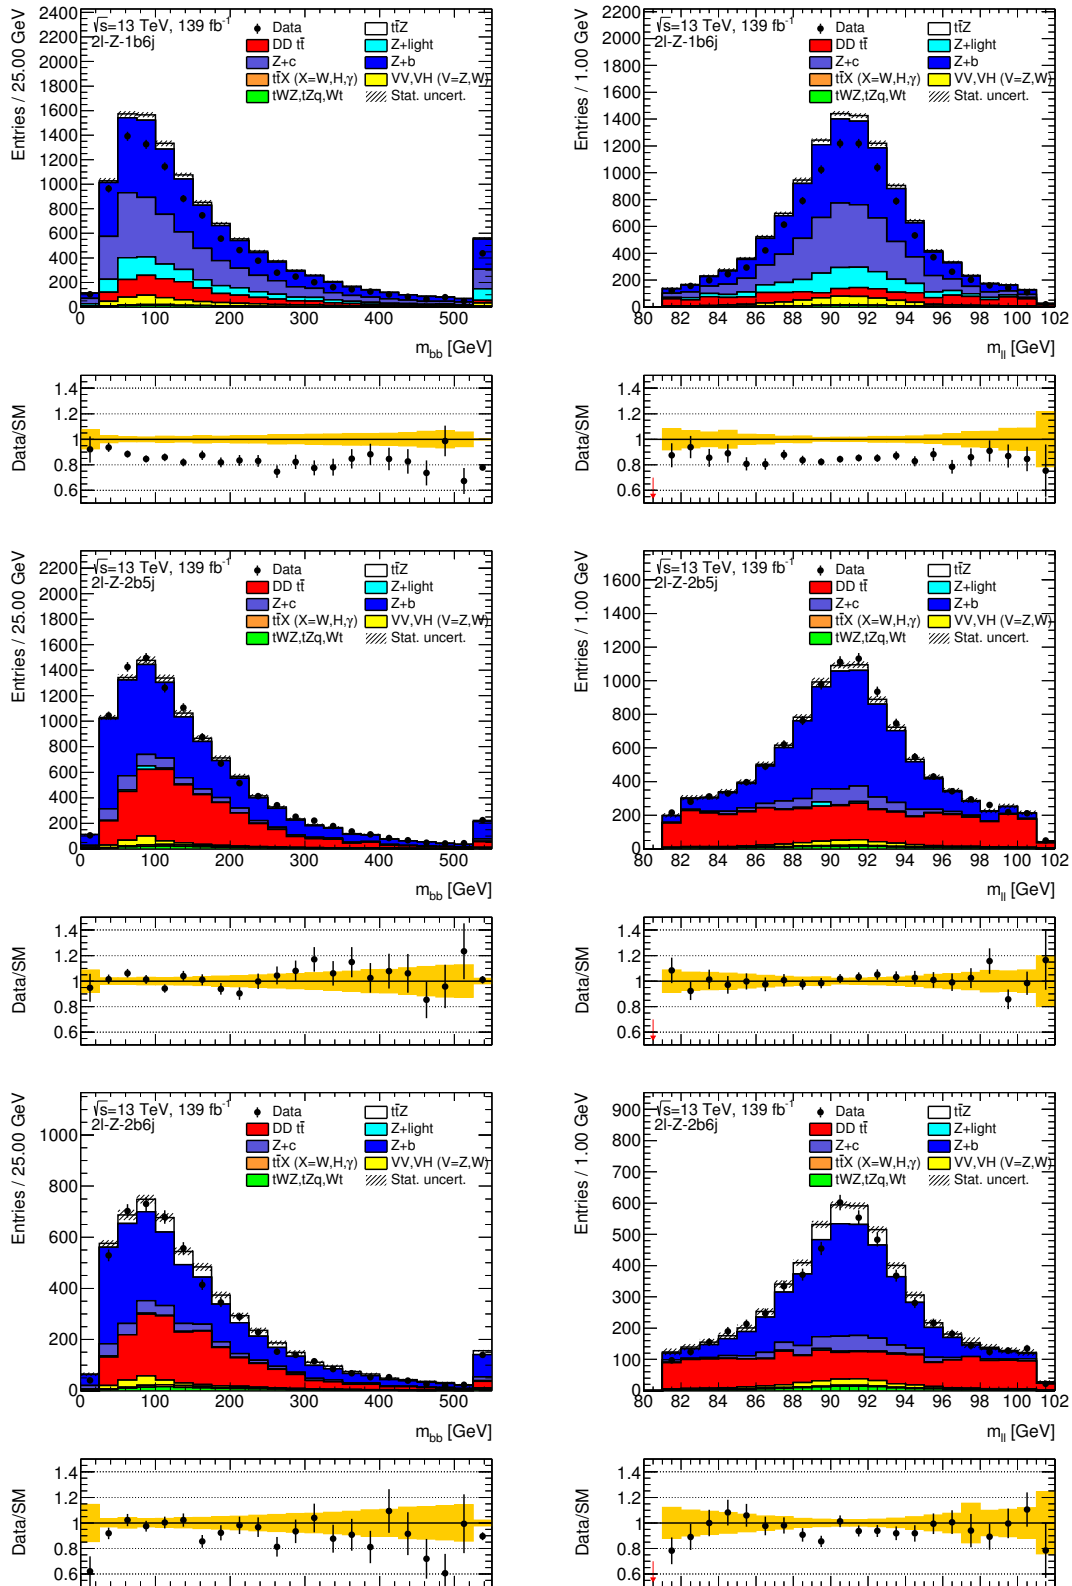 √s=13 TeV, 139 fb-1
2l-Z-1b6j
Data
DD tt̄
Z+c
tt̄X (X=W,H,γ)
tWZ,tZq,Wt
tt̄Z
Z+light
Z+b
VV,VH (V=Z,W)
Stat. uncert.
Entries / 25.00 GeV
2400
2200
2000
1800
1600
1400
1200
1000
800
600
400
200
0
0 100 200 300 400 500
m_bb [GeV]
Data/SM
1.4
1.2
1
0.8
0.6
√s=13 TeV, 139 fb-1
2l-Z-1b6j
Data
DD tt̄
Z+c
tt̄X (X=W,H,γ)
tWZ,tZq,Wt
tt̄Z
Z+light
Z+b
VV,VH (V=Z,W)
Stat. uncert.
Entries / 1.00 GeV
2200
2000
1800
1600
1400
1200
1000
800
600
400
200
0
80 82 84 86 88 90 92 94 96 98 100 102
m_ll [GeV]
Data/SM
1.4
1.2
1
0.8
0.6
√s=13 TeV, 139 fb-1
2l-Z-2b5j
Data
DD tt̄
Z+c
tt̄X (X=W,H,γ)
tWZ,tZq,Wt
tt̄Z
Z+light
Z+b
VV,VH (V=Z,W)
Stat. uncert.
Entries / 25.00 GeV
2200
2000
1800
1600
1400
1200
1000
800
600
400
200
0
0 100 200 300 400 500
m_bb [GeV]
Data/SM
1.4
1.2
1
0.8
0.6
√s=13 TeV, 139 fb-1
2l-Z-2b5j
Data
DD tt̄
Z+c
tt̄X (X=W,H,γ)
tWZ,tZq,Wt
tt̄Z
Z+light
Z+b
VV,VH (V=Z,W)
Stat. uncert.
Entries / 1.00 GeV
1600
1400
1200
1000
800
600
400
200
0
80 82 84 86 88 90 92 94 96 98 100 102
m_ll [GeV]
Data/SM
1.4
1.2
1
0.8
0.6
√s=13 TeV, 139 fb-1
2l-Z-2b6j
Data
DD tt̄
Z+c
tt̄X (X=W,H,γ)
tWZ,tZq,Wt
tt̄Z
Z+light
Z+b
VV,VH (V=Z,W)
Stat. uncert.
Entries / 25.00 GeV
1000
800
600
400
200
0
0 100 200 300 400 500
m_bb [GeV]
Data/SM
1.4
1.2
1
0.8
0.6
√s=13 TeV, 139 fb-1
2l-Z-2b6j
Data
DD tt̄
Z+c
tt̄X (X=W,H,γ)
tWZ,tZq,Wt
tt̄Z
Z+light
Z+b
VV,VH (V=Z,W)
Stat. uncert.
Entries / 1.00 GeV
900
800
700
600
500
400
300
200
100
0
80 82 84 86 88 90 92 94 96 98 100 102
m_ll [GeV]
Data/SM
1.4
1.2
1
0.8
0.6